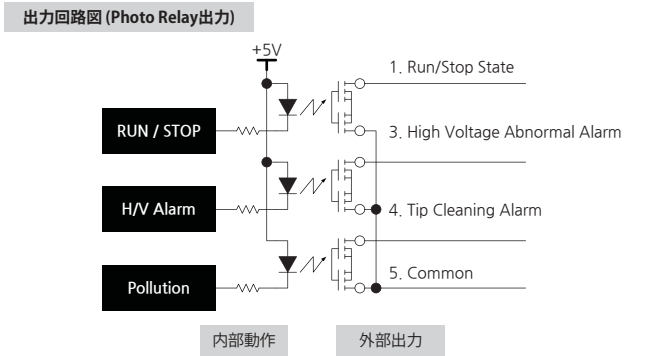 出力回路図 (Photo Relay出力)
+5V
1. Run/Stop State
RUN / STOP
3. High Voltage Abnormal Alarm
H/V Alarm
4. Tip Cleaning Alarm
5. Common
Pollution
内部動作
外部出力